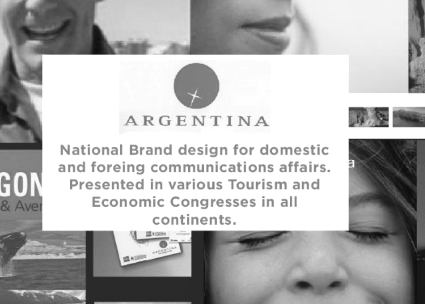 ARGENTINA
National Brand design for domestic
and foreing communications affairs.
Presented in various Tourism and
Economic Congresses in all
continents.
GON
& Aver
a